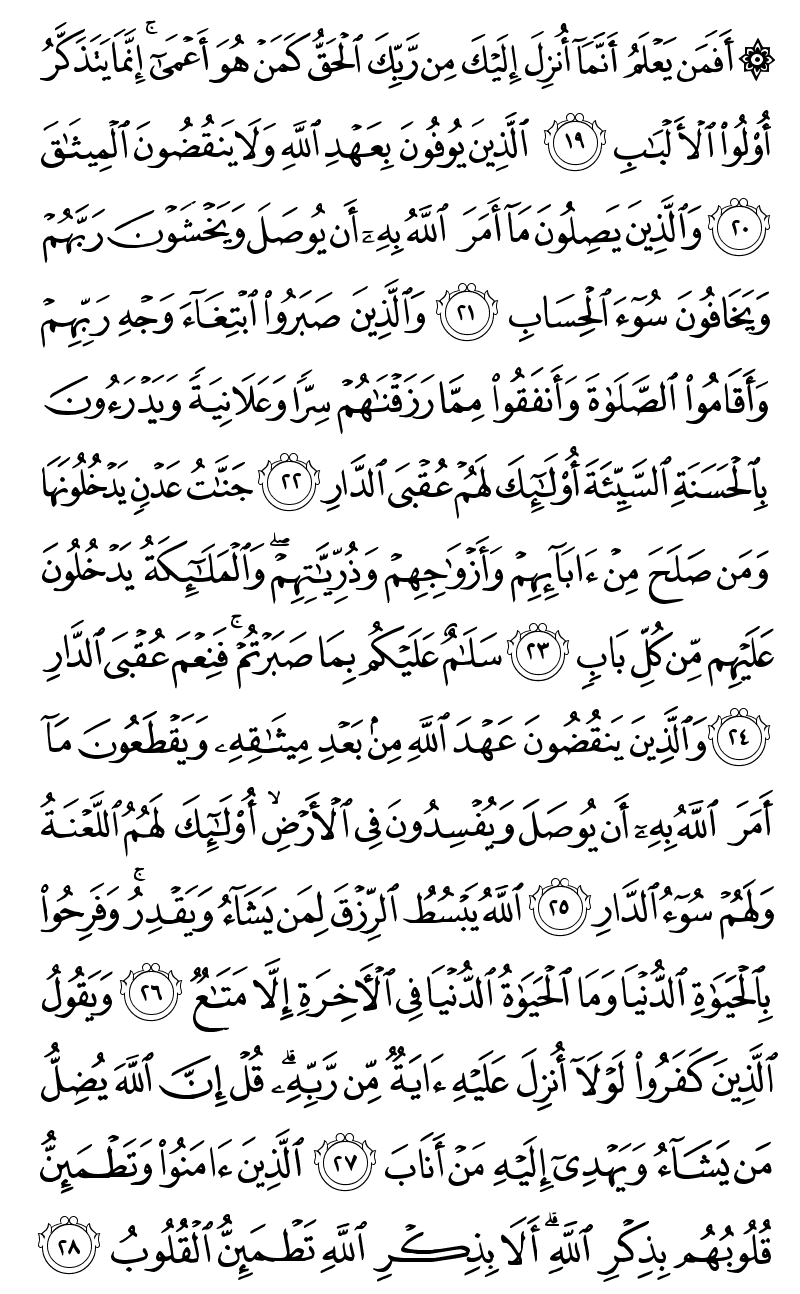 ۞ أَفَمَن يَعْلَمُ أَنَّمَآ أُنزِلَ إِلَيْكَ مِن رَّبِّكَ ٱلْحَقُّ كَمَنْ هُوَ أَعْمَىٰٓ ۚ إِنَّمَا يَتَذَكَّرُ
أُو۟لُوا۟ ٱلْأَلْبَٰبِ ١٩ ٱلَّذِينَ يُوفُونَ بِعَهْدِ ٱللَّهِ وَلَا يَنقُضُونَ ٱلْمِيثَٰقَ
٢٠ وَٱلَّذِينَ يَصِلُونَ مَآ أَمَرَ ٱللَّهُ بِهِۦٓ أَن يُوصَلَ وَيَخْشَوْنَ رَبَّهُمْ
وَيَخَافُونَ سُوٓءَ ٱلْحِسَابِ ٢١ وَٱلَّذِينَ صَبَرُوا۟ ٱبْتِغَآءَ وَجْهِ رَبِّهِمْ
وَأَقَامُوا۟ ٱلصَّلَوٰةَ وَأَنفَقُوا۟ مِمَّا رَزَقْنَٰهُمْ سِرًّا وَعَلَانِيَةً وَيَدْرَءُونَ
بِٱلْحَسَنَةِ ٱلسَّيِّئَةَ أُو۟لَٰٓئِكَ لَهُمْ عُقْبَى ٱلدَّارِ ٢٢ جَنَّٰتُ عَدْنٍ يَدْخُلُونَهَا
وَمَن صَلَحَ مِنْ ءَابَآئِهِمْ وَأَزْوَٰجِهِمْ وَذُرِّيَّٰتِهِمْ ۖ وَٱلْمَلَٰٓئِكَةُ يَدْخُلُونَ
عَلَيْهِم مِّن كُلِّ بَابٍ ٢٣ سَلَٰمٌ عَلَيْكُم بِمَا صَبَرْتُمْ ۚ فَنِعْمَ عُقْبَى ٱلدَّارِ
٢٤ وَٱلَّذِينَ يَنقُضُونَ عَهْدَ ٱللَّهِ مِنۢ بَعْدِ مِيثَٰقِهِۦ وَيَقْطَعُونَ مَآ
أَمَرَ ٱللَّهُ بِهِۦٓ أَن يُوصَلَ وَيُفْسِدُونَ فِى ٱلْأَرْضِ ۙ أُو۟لَٰٓئِكَ لَهُمُ ٱللَّعْنَةُ
وَلَهُمْ سُوٓءُ ٱلدَّارِ ٢٥ ٱللَّهُ يَبْسُطُ ٱلرِّزْقَ لِمَن يَشَآءُ وَيَقْدِرُ ۚ وَفَرِحُوا۟
بِٱلْحَيَوٰةِ ٱلدُّنْيَا وَمَا ٱلْحَيَوٰةُ ٱلدُّنْيَا فِى ٱلْـَٔاخِرَةِ إِلَّا مَتَٰعٌ ٢٦ وَيَقُولُ
ٱلَّذِينَ كَفَرُوا۟ لَوْلَآ أُنزِلَ عَلَيْهِ ءَايَةٌ مِّن رَّبِّهِۦ ۗ قُلْ إِنَّ ٱللَّهَ يُضِلُّ
مَن يَشَآءُ وَيَهْدِىٓ إِلَيْهِ مَنْ أَنَابَ ٢٧ ٱلَّذِينَ ءَامَنُوا۟ وَتَطْمَئِنُّ
قُلُوبُهُم بِذِكْرِ ٱللَّهِ ۗ أَلَا بِذِكْرِ ٱللَّهِ تَطْمَئِنُّ ٱلْقُلُوبُ ٢٨